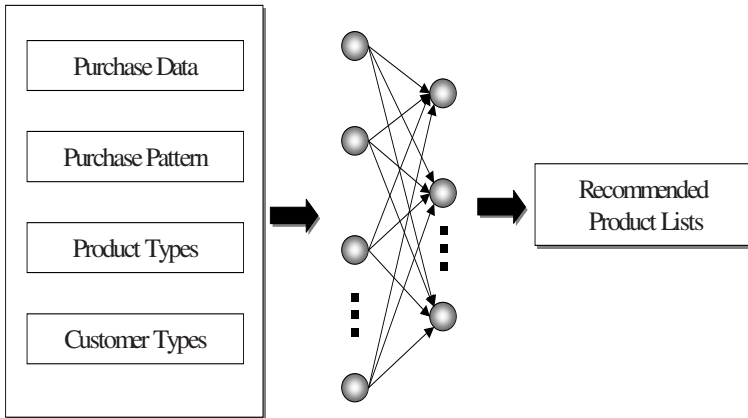 Purchase Data
Purchase Pattern
Product Types
Customer Types
Recommended
Product Lists